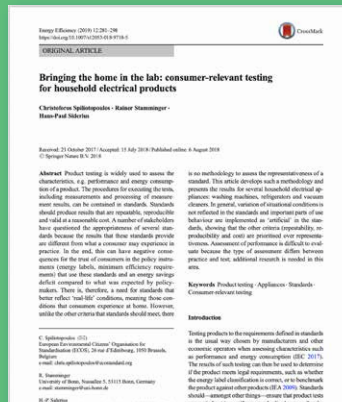 Energy Efficiency (2019) 12:281–298
https://doi.org/10.1007/s12053-018-9718-5
CrossMark
ORIGINAL ARTICLE
Bringing the home in the lab: consumer-relevant testing
for household electrical products
Christoforos Spiliotopoulos · Rainer Stamminger ·
Hans-Paul Siderius
Received: 23 October 2017 / Accepted: 15 July 2018 / Published online: 6 August 2018
© Springer Nature B.V. 2018
Abstract Product testing is widely used to assess the
characteristics, e.g. performance and energy consump-
tion of a product. The procedures for executing the tests,
including measurements and processing of measure-
ment results, can be contained in standards. Standards
should produce results that are repeatable, reproducible
and valid at a reasonable cost. A number of stakeholders
have questioned the appropriateness of several stan-
dards because the results that these standards provide
are different from what a consumer may experience in
practice. In the end, this can have negative conse-
quences for the trust of consumers in the policy instru-
ments (energy labels, minimum efficiency require-
ments) that use these standards and an energy savings
deficit compared to what was expected by policy-
makers. There is, therefore, a need for standards that
better reflect ‘real-life’ conditions, meaning those con-
ditions that consumers experience at home. However,
unlike the other criteria that standards should meet, there
C. Spiliotopoulos
European Environmental Citizens’ Organisation for
Standardisation (ECOS), 26 rue d’Edimbourg, 1050 Brussels,
Belgium
R. Stamminger
University of Bonn, Nussallee 5, 53115 Bonn, Germany
e-mail: stamminger@uni-bonn.de
H.-P. Siderius
is no methodology to assess the representativeness of a
standard. This article develops such a methodology and
presents the results for several household electrical ap-
pliances: washing machines, refrigerators and vacuum
cleaners. In general, variation of situational conditions is
not reflected in the standards and important parts of use
behaviour are implemented as ‘artificial’ in the stan-
dards, showing that the other criteria (repeatability, re-
producibility and cost) are prioritised over representa-
tiveness. Assessment of performance is difficult to eval-
uate because the type of assessment differs between
practice and test; additional research is needed in this
area.
Keywords Product testing · Appliances · Standards ·
Consumer-relevant testing
Introduction
Testing products to the requirements defined in standards
is the usual way chosen by manufacturers and other
economic operators when assessing characteristics such
as performance and energy consumption (IEC 2017).
The results of such testing can then be used to determine
if the product meets legal requirements, such as whether
the energy label classification is correct, or to benchmark
the product against other products (IEA 2009). Standards
should—amongst other things—ensure that product tests